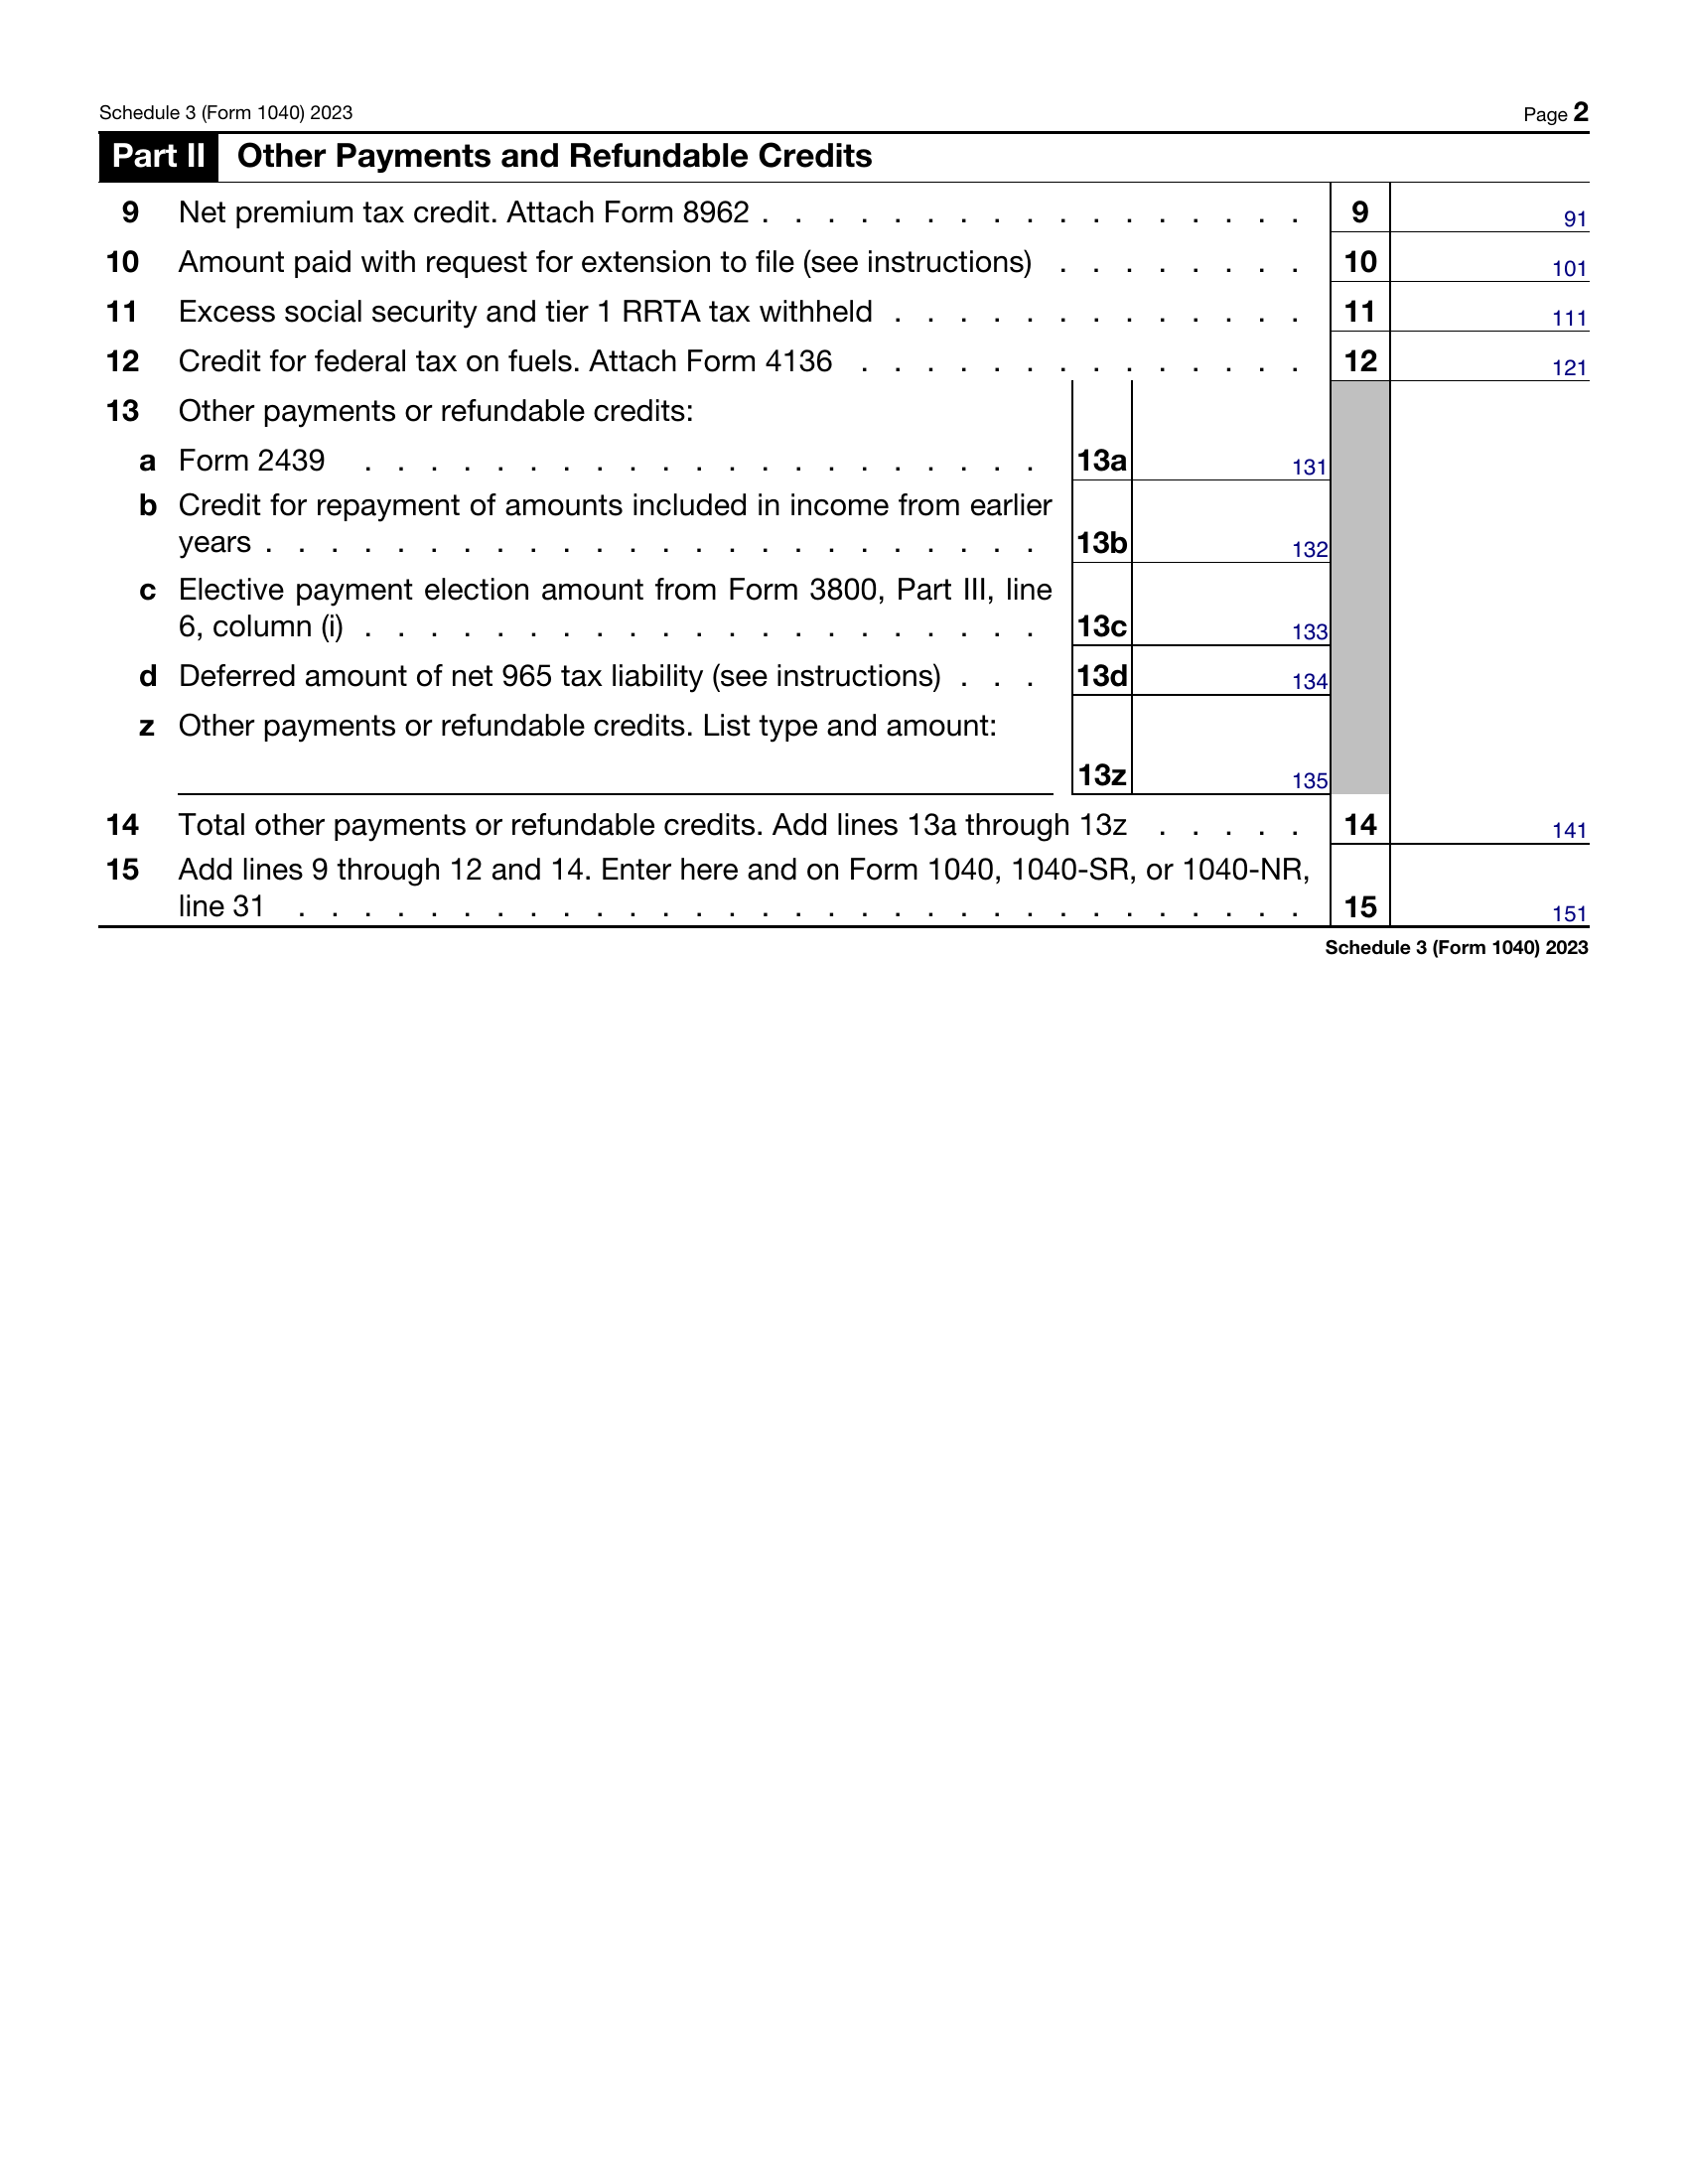 Schedule 3 (Form 1040) 2023 Page 2
Part II Other Payments and Refundable Credits
9 Net premium tax credit. Attach Form 8962 . . . . . . . . . . . . . . . . . 9 91
10 Amount paid with request for extension to file (see instructions) . . . . . . . . 10 101
11 Excess social security and tier 1 RRTA tax withheld . . . . . . . . . . . . . 11 111
12 Credit for federal tax on fuels. Attach Form 4136 . . . . . . . . . . . . . . 12 121
13 Other payments or refundable credits:
a Form 2439 . . . . . . . . . . . . . . . . . . . . . 13a 131
b Credit for repayment of amounts included in income from earlier
years . . . . . . . . . . . . . . . . . . . . . . . . 13b 132
c Elective payment election amount from Form 3800, Part III, line
6, column (i) . . . . . . . . . . . . . . . . . . . . . 13c 133
d Deferred amount of net 965 tax liability (see instructions) . . . 13d 134
z Other payments or refundable credits. List type and amount:
13z 135
14 Total other payments or refundable credits. Add lines 13a through 13z . . . . . 14 141
15 Add lines 9 through 12 and 14. Enter here and on Form 1040, 1040-SR, or 1040-NR,
line 31 . . . . . . . . . . . . . . . . . . . . . . . . . . . . . . . 15 151
Schedule 3 (Form 1040) 2023